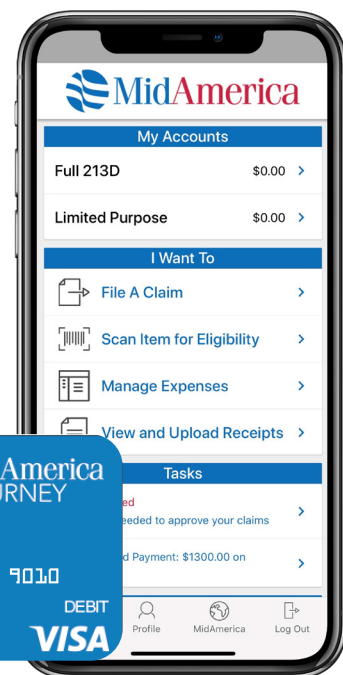 MidAmerica
My Accounts
Full 213D $0.00
Limited Purpose $0.00
I Want To
File A Claim
Scan Item for Eligibility
Manage Expenses
View and Upload Receipts
Tasks
ed
eeded to approve your claims
d Payment: $1300.00 on
Profile MidAmerica Log Out
America
URNEY
9010
DEBIT
VISA